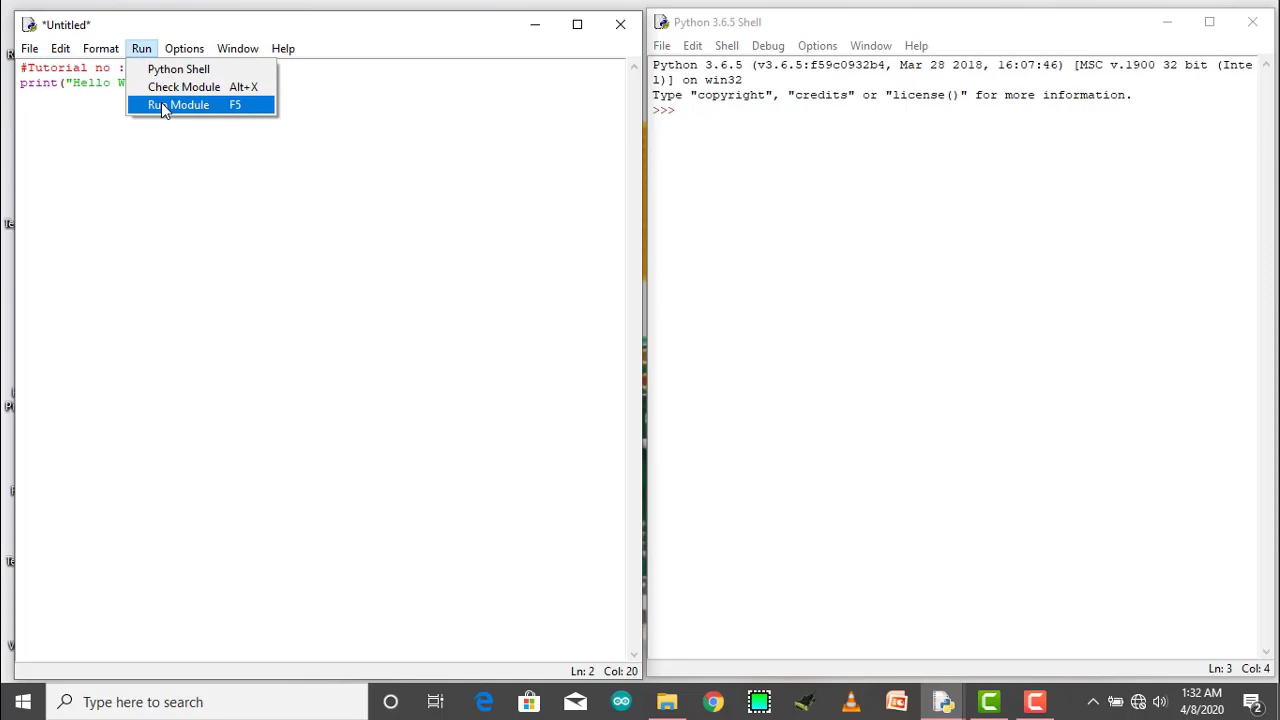 *Untitled*
File Edit Format Run Options Window Help
#Tutorial no :
print("Hello W
Python Shell
Check Module Alt+X
Run Module F5
Ln: 2 Col: 20
Python 3.6.5 Shell
File Edit Shell Debug Options Window Help
Python 3.6.5 (v3.6.5:f59c0932b4, Mar 28 2018, 16:07:46) [MSC v.1900 32 bit (Inte
l)] on win32
Type "copyright", "credits" or "license()" for more information.
>>>
Ln: 3 Col: 4
Type here to search
1:32 AM
4/8/2020
2